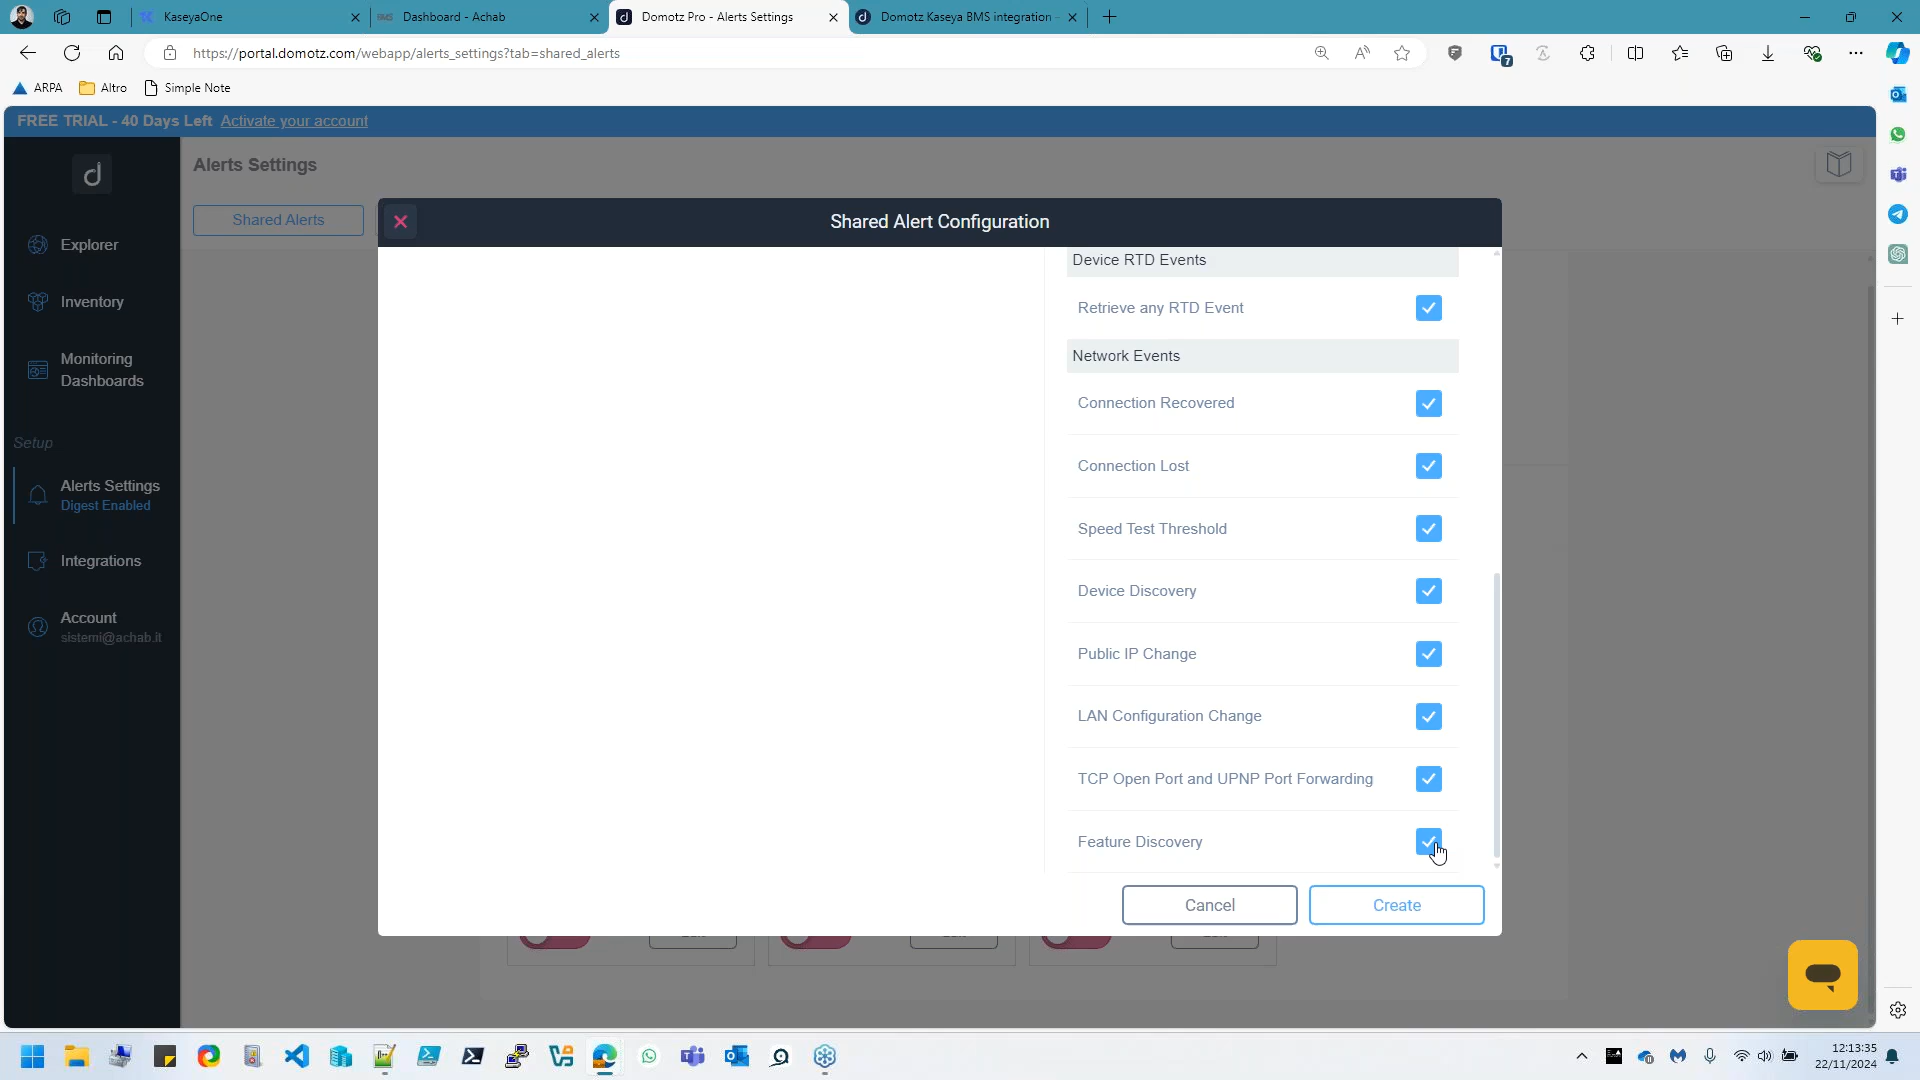 KaseyaOne
Dashboard - Achab
Domotz Pro - Alerts Settings
Domotz Kaseya BMS integration -
https://portal.domotz.com/webapp/alerts_settings?tab=shared_alerts
7
ARPA
Altro
Simple Note
FREE TRIAL - 40 Days Left Activate your account
Alerts Settings
Shared Alerts
Explorer
Inventory
Monitoring
Dashboards
Setup
Alerts Settings
Digest Enabled
Integrations
Account
sistemi@achab.it
Shared Alert Configuration
Device RTD Events
Retrieve any RTD Event
Network Events
Connection Recovered
Connection Lost
Speed Test Threshold
Device Discovery
Public IP Change
LAN Configuration Change
TCP Open Port and UPNP Port Forwarding
Feature Discovery
Cancel
Create
12:13:35
22/11/2024